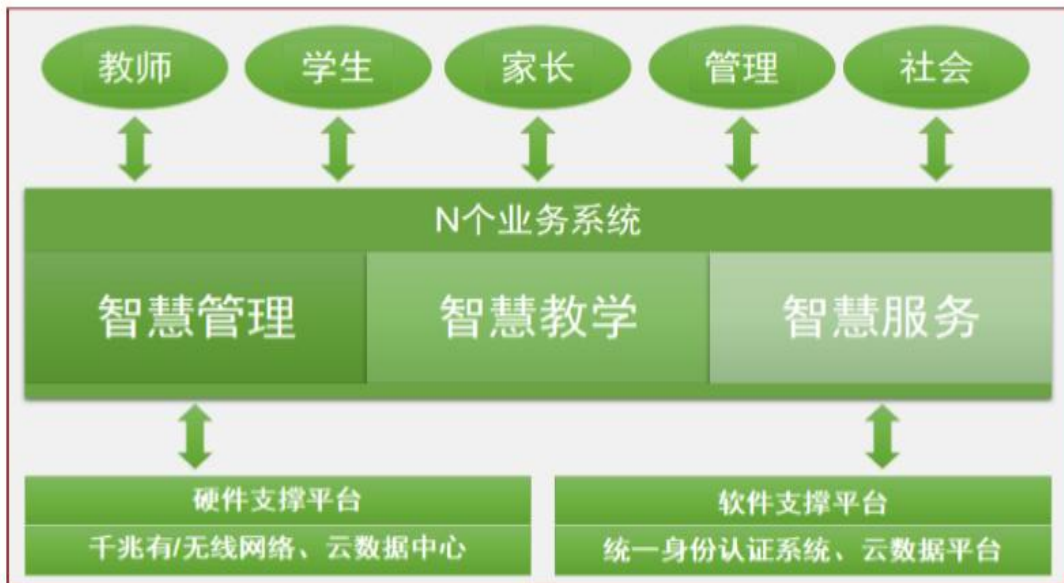 教师 学生 家长 管理 社会
N个业务系统
智慧管理 智慧教学 智慧服务
硬件支撑平台 软件支撑平台
千兆有/无线网络、云数据中心 统一身份认证系统、云数据平台